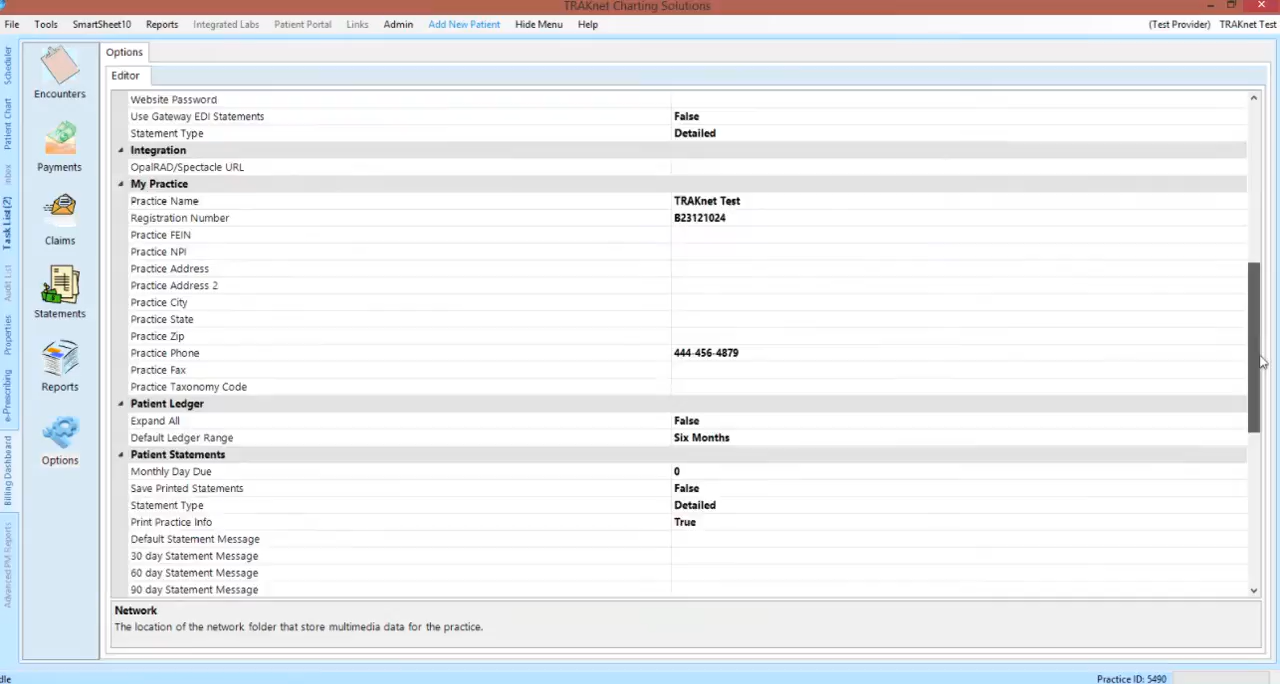 TRAKnet Charting Solutions
File Tools SmartSheet10 Reports Integrated Labs Patient Portal Links Admin Add New Patient Hide Menu Help (Test Provider) TRAKnet Test
Scheduler
Patient Chart
Inbox
Task List (2)
Audit List
Properties
e-Prescribing
Billing Dashboard
Advanced PM Reports
Encounters
Payments
Claims
Statements
Reports
Options
Options
Editor
Website Password
Use Gateway EDI Statements False
Statement Type Detailed
Integration
OpalRAD/Spectacle URL
My Practice
Practice Name TRAKnet Test
Registration Number B23121024
Practice FEIN
Practice NPI
Practice Address
Practice Address 2
Practice City
Practice State
Practice Zip
Practice Phone 444-456-4879
Practice Fax
Practice Taxonomy Code
Patient Ledger
Expand All False
Default Ledger Range Six Months
Patient Statements
Monthly Day Due 0
Save Printed Statements False
Statement Type Detailed
Print Practice Info True
Default Statement Message
30 day Statement Message
60 day Statement Message
90 day Statement Message
Network
The location of the network folder that store multimedia data for the practice.
dle Practice ID: 5490